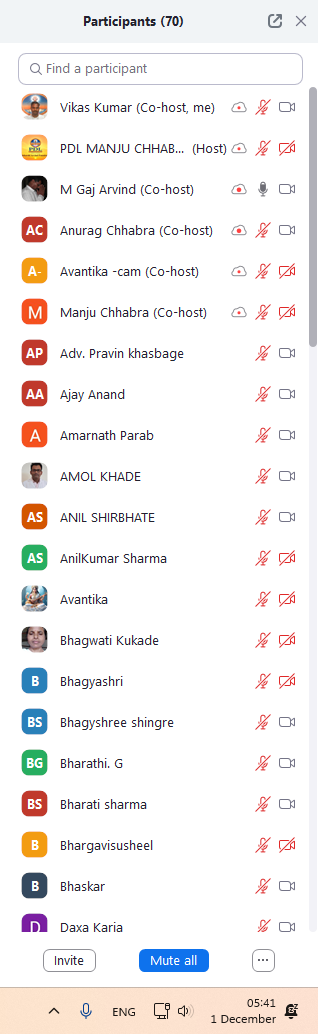 Participants (70)
Find a participant
Vikas Kumar (Co-host, me)
PDL MANJU CHHAB... (Host)
M Gaj Arvind (Co-host)
AC Anurag Chhabra (Co-host)
A- Avantika -cam (Co-host)
M Manju Chhabra (Co-host)
AP Adv. Pravin khasbage
AA Ajay Anand
A Amarnath Parab
AMOL KHADE
AS ANIL SHIRBHATE
AS AnilKumar Sharma
Avantika
Bhagwati Kukade
B Bhagyashri
BS Bhagyshree shingre
BG Bharathi. G
BS Bharati sharma
B Bhargavisusheel
B Bhaskar
D Daxa Karia
Invite Mute all ...
ENG 05:41
1 December